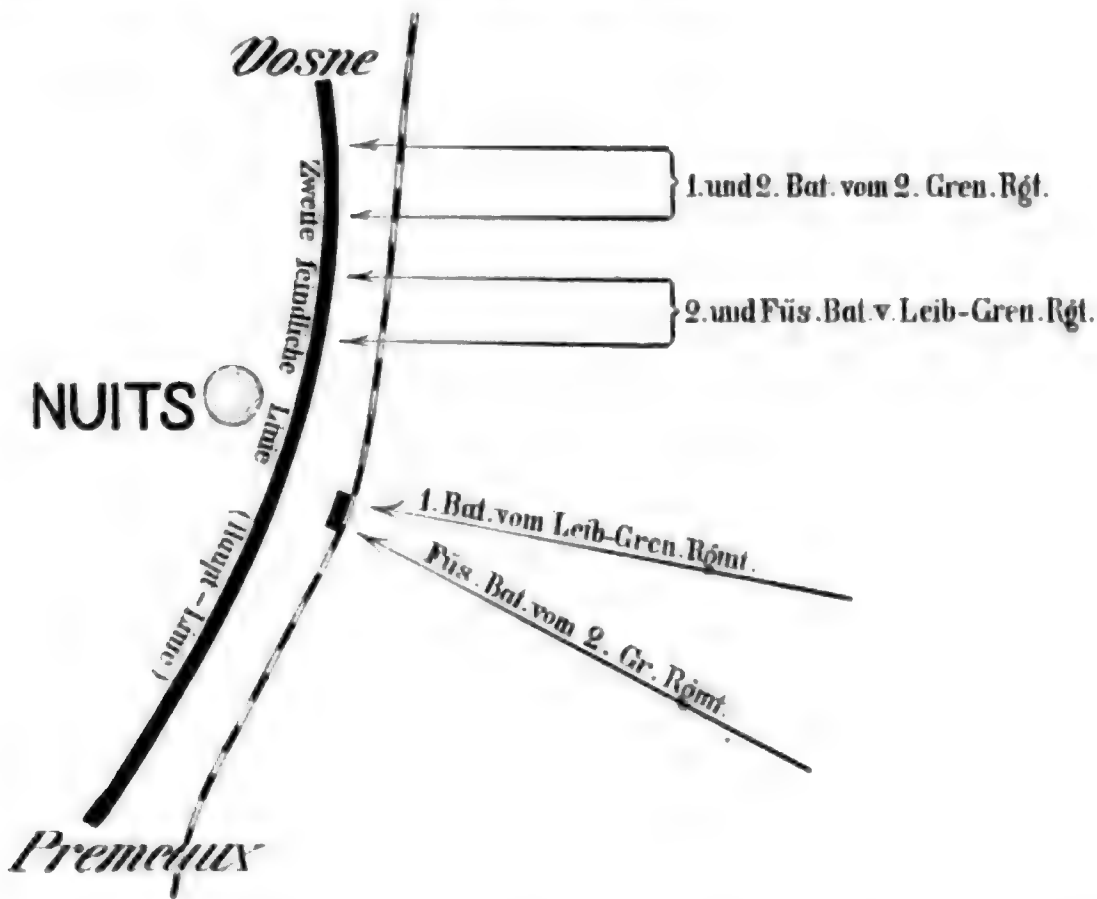 Vosne
1. und 2. Bat. vom 2. Gren. Rgt.
Zweite feindliche Linie
2. und Füs. Bat. v. Leib-Gren. Rgt.
NUITS
1. Bat. vom Leib-Gren. Rgmt.
Füs. Bat. vom 2. Gr. Rgmt.
(Haupt-Linie)
Premeaux